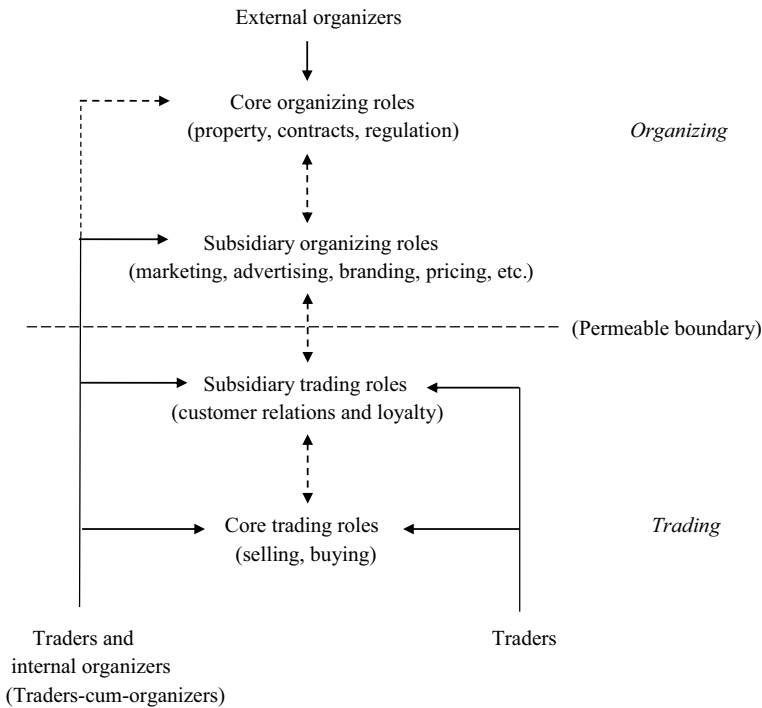 External organizers
Core organizing roles
(property, contracts, regulation)
Organizing
Subsidiary organizing roles
(marketing, advertising, branding, pricing, etc.)
(Permeable boundary)
Subsidiary trading roles
(customer relations and loyalty)
Core trading roles
(selling, buying)
Trading
Traders and
internal organizers
(Traders-cum-organizers)
Traders